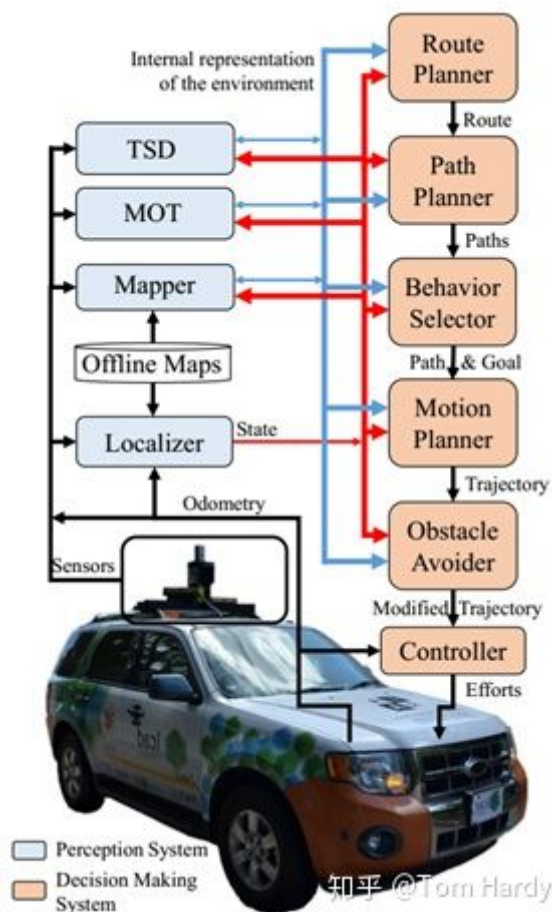 Internal representation
of the environment
Route
Planner
Route
TSD
Path
Planner
MOT
Paths
Mapper
Behavior
Selector
Offline Maps
Path, & Goal
Localizer
State
Motion
Planner
Trajectory
Odometry
Obstacle
Avoider
Sensors
Modified Trajectory
Controller
Efforts
Perception System
Decision Making
System
知乎 @Tom Hardy